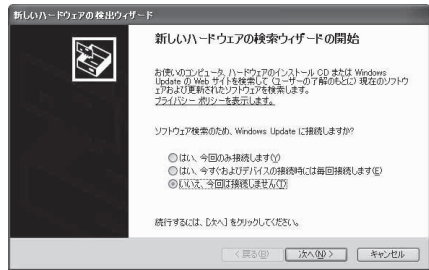 新しいハードウェアの検出ウィザード
新しいハードウェアの検索ウィザードの開始
お使いのコンピュータ、ハードウェアのインストール CD または Windows
Update の Web サイトを検索して (ユーザーの了解のもとに) 現在のソフトウ
ェアおよび更新されたソフトウェアを検索します。
プライバシー ポリシーを表示します。
ソフトウェア検索のため、Windows Update に接続しますか?
はい、今回のみ接続します(Y)
はい、今すぐおよびデバイスの接続時には毎回接続します(E)
いいえ、今回は接続しません(T)
続行するには、[次へ] をクリックしてください。
< 戻る(B)
次へ(N) >
キャンセル